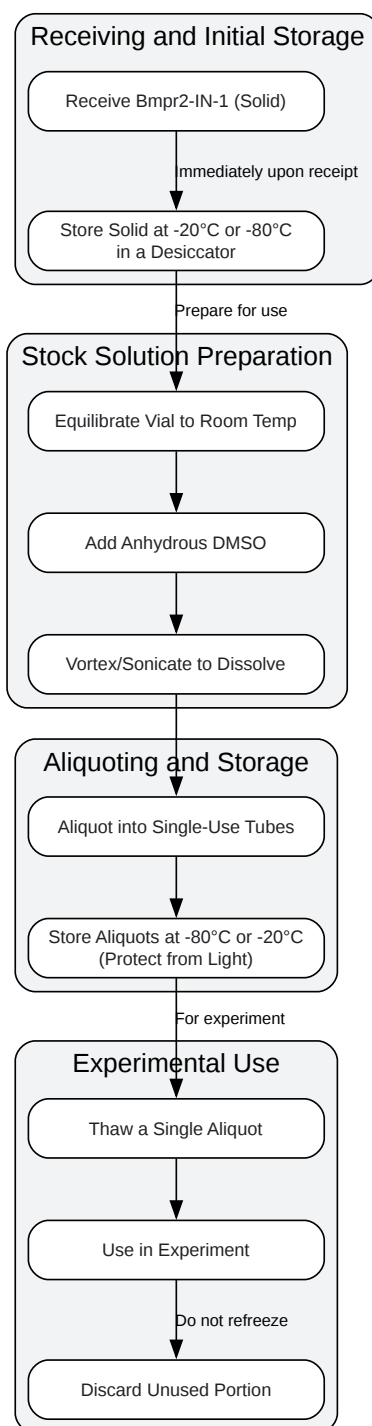 Receiving and Initial Storage
Receive Bmpr2-IN-1 (Solid)
Immediately upon receipt
Store Solid at -20°C or -80°C
in a Desiccator
Prepare for use
Stock Solution Preparation
Equilibrate Vial to Room Temp
Add Anhydrous DMSO
Vortex/Sonicate to Dissolve
Aliquoting and Storage
Aliquot into Single-Use Tubes
Store Aliquots at -80°C or -20°C
(Protect from Light)
For experiment
Experimental Use
Thaw a Single Aliquot
Use in Experiment
Do not refreeze
Discard Unused Portion